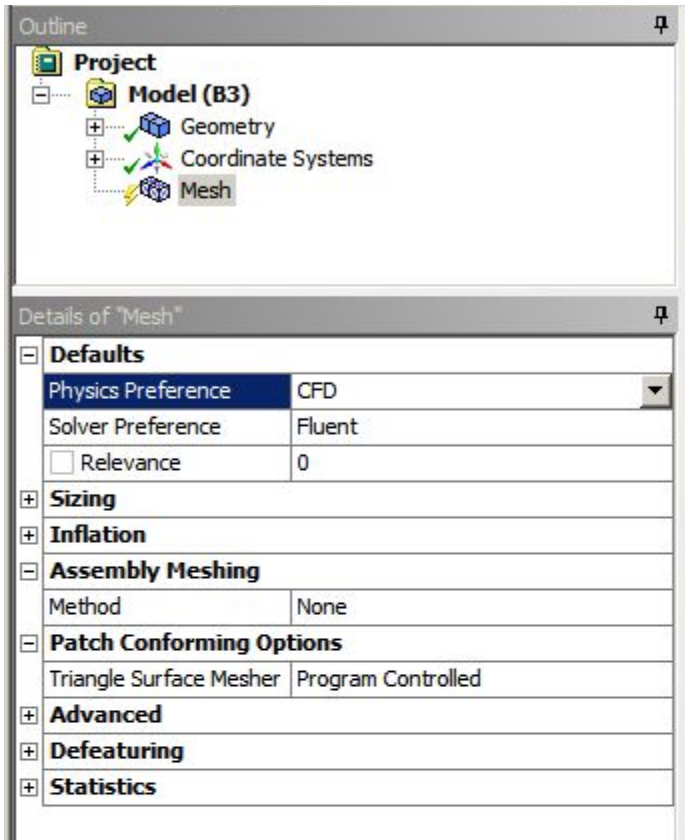 Outline
Project
Model (B3)
Geometry
Coordinate Systems
Mesh
Details of "Mesh"
Defaults
Physics Preference CFD
Solver Preference Fluent
Relevance 0
Sizing
Inflation
Assembly Meshing
Method None
Patch Conforming Options
Triangle Surface Mesher Program Controlled
Advanced
Defeaturing
Statistics